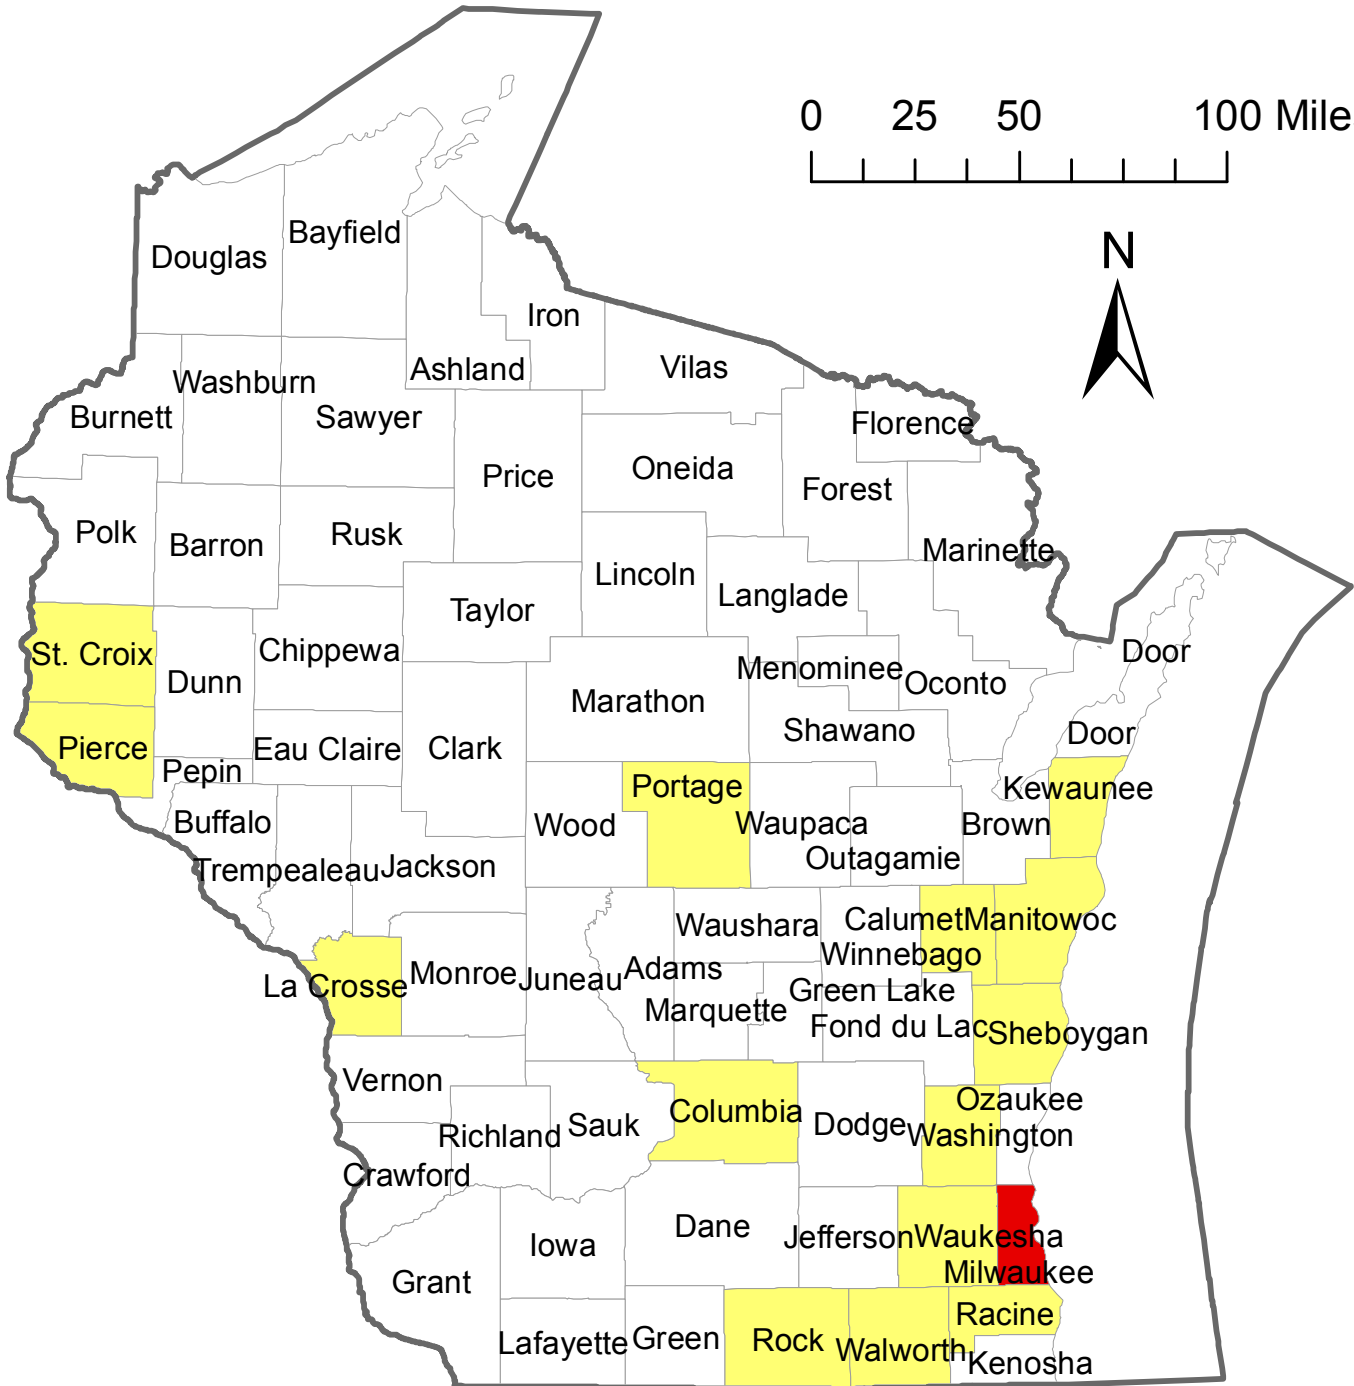 0 25 50 100 Mile
N
Bayfield
Douglas
Iron
Ashland
Vilas
Washburn
Burnett
Sawyer
Florence
Price
Oneida
Forest
Polk
Barron
Rusk
Marinette
Lincoln
Langlade
Taylor
St. Croix
Chippewa
Door
Dunn
Menominee
Oconto
Marathon
Shawano
Pierce
Eau Claire
Clark
Door
Pepin
Portage
Kewaunee
Buffalo
Wood
Waupaca
Brown
Outagamie
Trempealeau
Jackson
Waushara
Calumet
Manitowoc
Winnebago
La Crosse
Monroe
Juneau
Adams
Green Lake
Marquette
Fond du Lac
Sheboygan
Vernon
Columbia
Ozaukee
Richland
Sauk
Dodge
Washington
Crawford
Dane
Jefferson
Waukesha
Iowa
Milwaukee
Grant
Racine
Lafayette
Green
Rock
Walworth
Kenosha